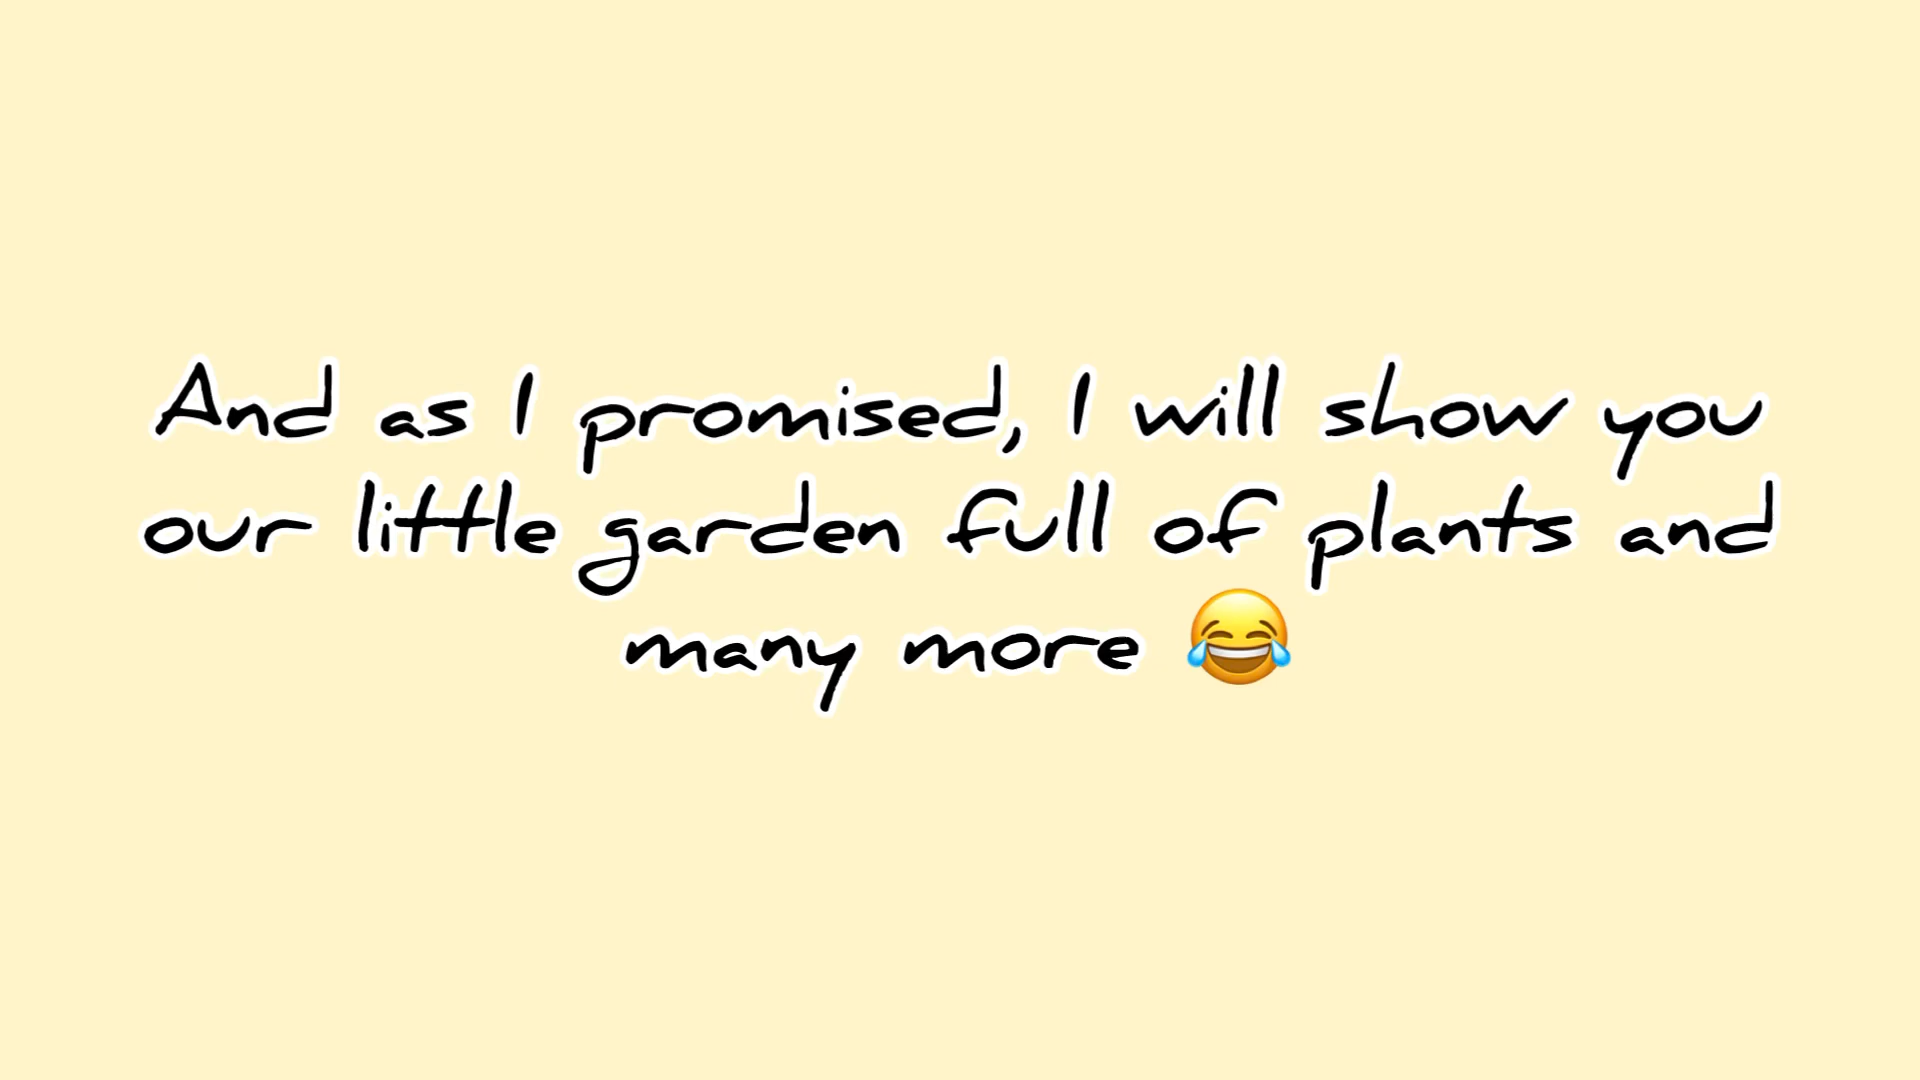 And as I promised, I will show you
our little garden full of plants and
many more 😂